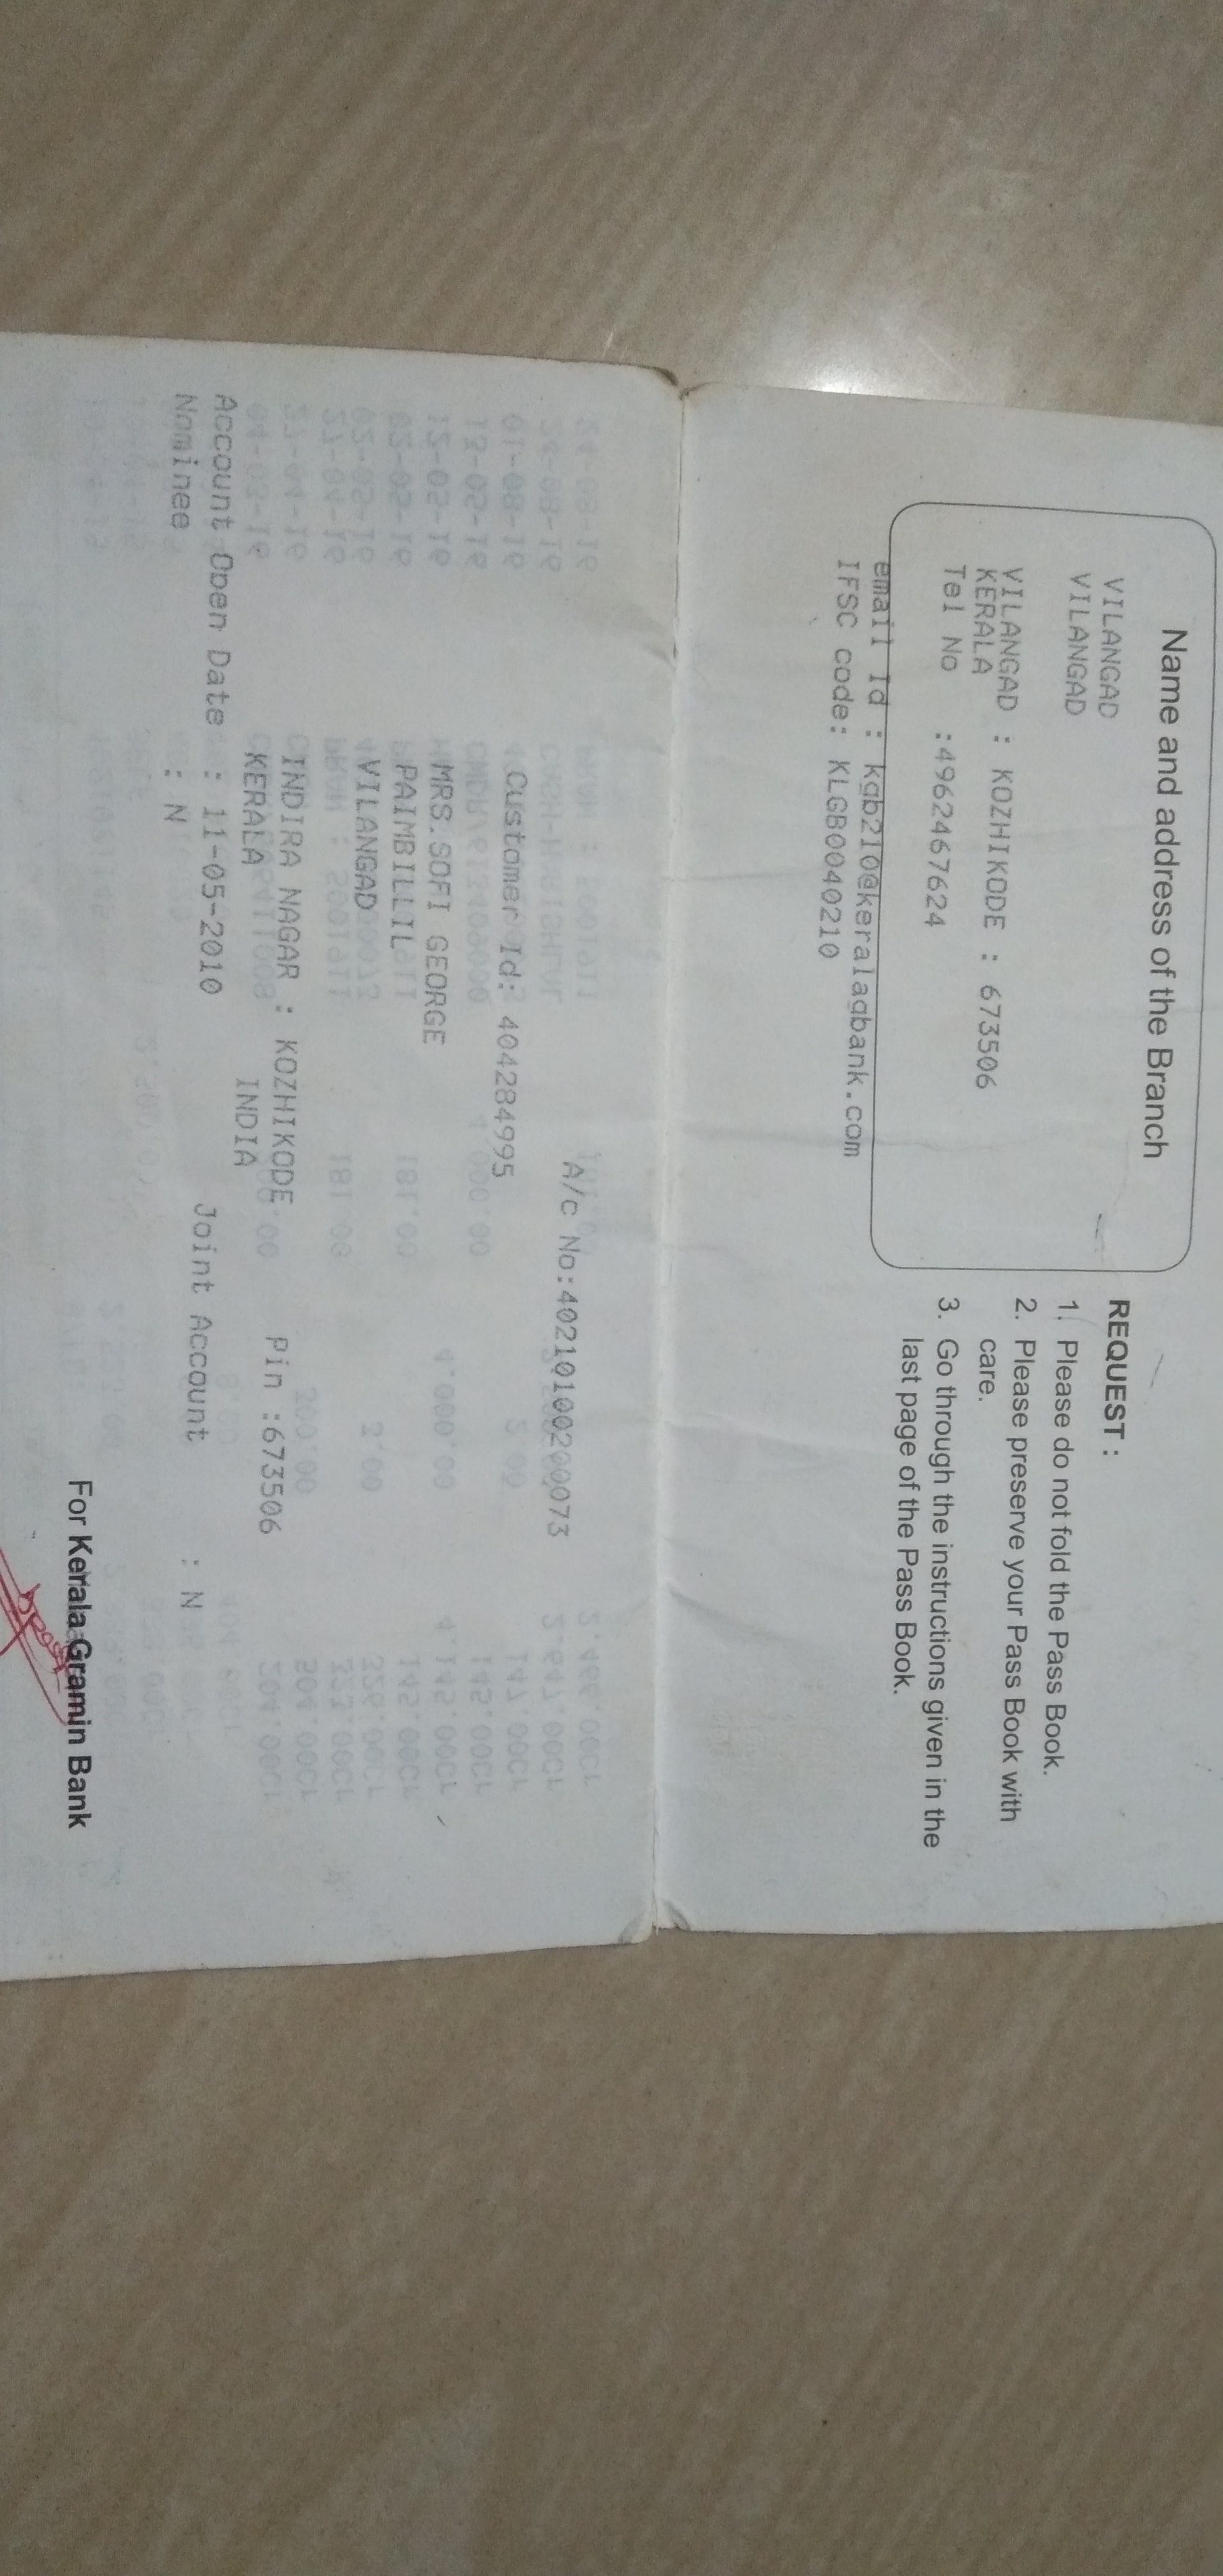 Name and address of the Branch
VILANGAD
VILANGAD
VILANGAD : KOZHIKODE : 673506
KERALA
Tel No :4962467624
email Id : kgb210@keralagbank.com
IFSC code: KLGB0040210
REQUEST :
1. Please do not fold the Pass Book.
2. Please preserve your Pass Book with
care.
3. Go through the instructions given in the
last page of the Pass Book.
A/c No:40210100200073
Customer Id: 404284995
MRS.SOFI GEORGE
PAIMBILLIL
VILANGAD
INDIRA NAGAR : KOZHIKODE Pin :673506
KERALA INDIA
Account Open Date : 11-05-2010 Joint Account : N
Nominee : N
For Kerala Gramin Bank